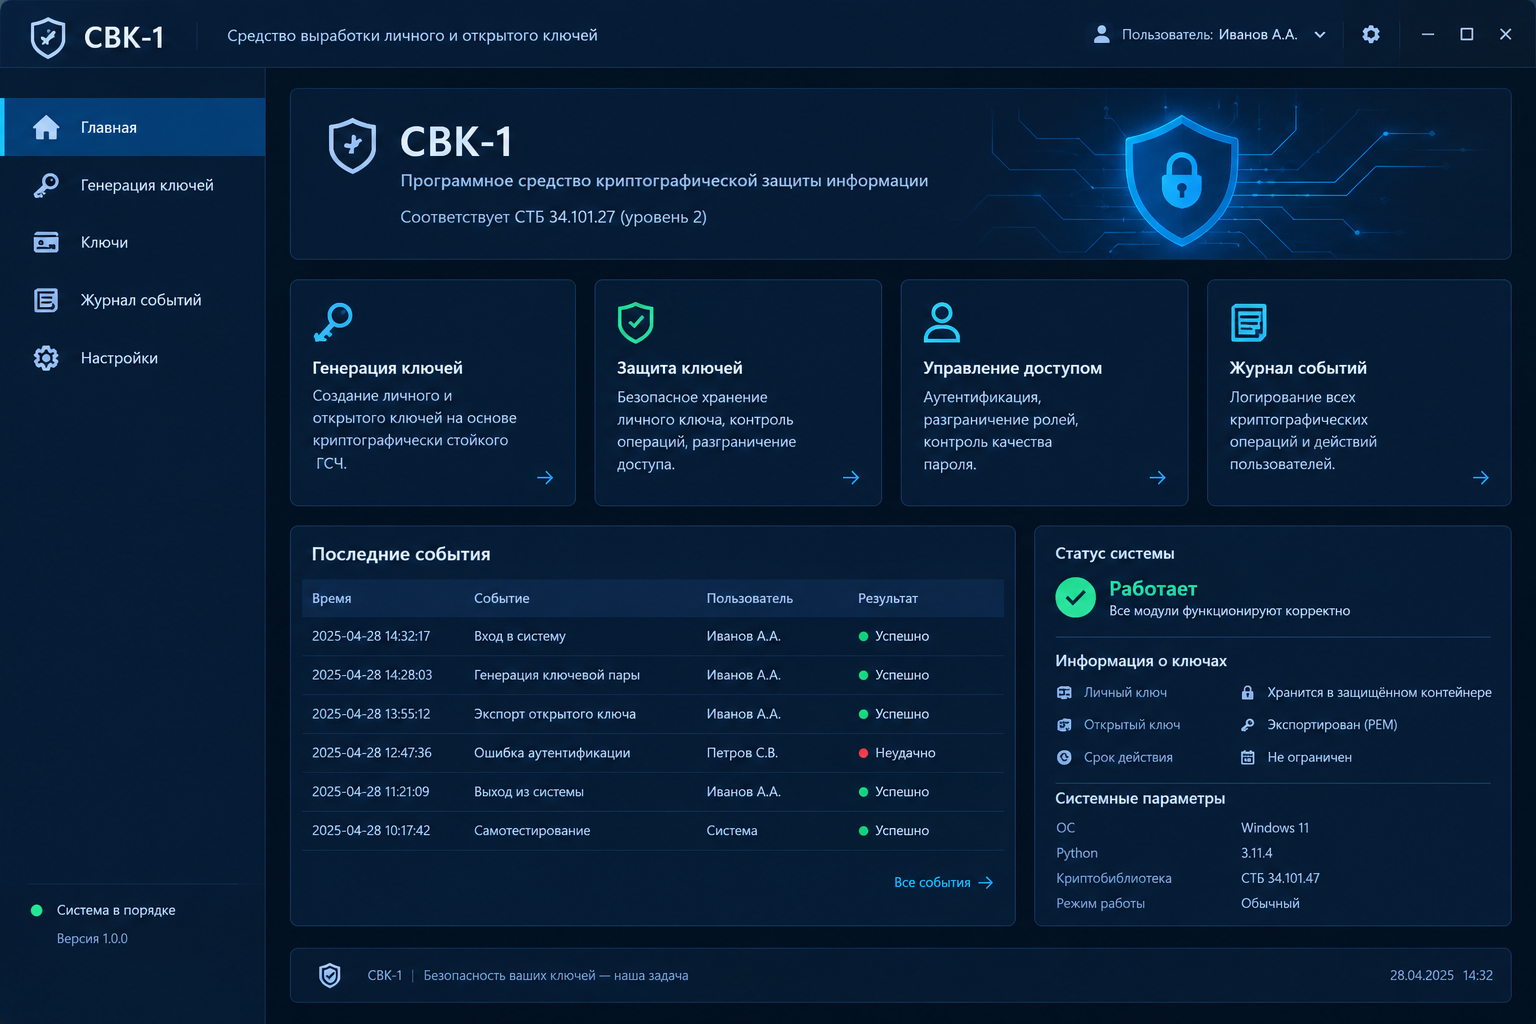 СВК-1
Средство выработки личного и открытого ключей
Пользователь: Иванов А.А.
Главная
Генерация ключей
Ключи
Журнал событий
Настройки
Система в порядке
Версия 1.0.0
СВК-1
Программное средство криптографической защиты информации
Соответствует СТБ 34.101.27 (уровень 2)
Генерация ключей
Создание личного и
открытого ключей на основе
криптографически стойкого
ГСЧ.
Защита ключей
Безопасное хранение
личного ключа, контроль
операций, разграничение
доступа.
Управление доступом
Аутентификация,
разграничение ролей,
контроль качества
пароля.
Журнал событий
Логирование всех
криптографических
операций и действий
пользователей.
Последние события
Время Событие Пользователь Результат
2025-04-28 14:32:17 Вход в систему Иванов А.А. Успешно
2025-04-28 14:28:03 Генерация ключевой пары Иванов А.А. Успешно
2025-04-28 13:55:12 Экспорт открытого ключа Иванов А.А. Успешно
2025-04-28 12:47:36 Ошибка аутентификации Петров С.В. Неудачно
2025-04-28 11:21:09 Выход из системы Иванов А.А. Успешно
2025-04-28 10:17:42 Самотестирование Система Успешно
Все события
Статус системы
Работает
Все модули функционируют корректно
Информация о ключах
Личный ключ Хранится в защищённом контейнере
Открытый ключ Экспортирован (PEM)
Срок действия Не ограничен
Системные параметры
ОС Windows 11
Python 3.11.4
Криптобиблиотека СТБ 34.101.47
Режим работы Обычный
СВК-1 | Безопасность ваших ключей — наша задача
28.04.2025 14:32